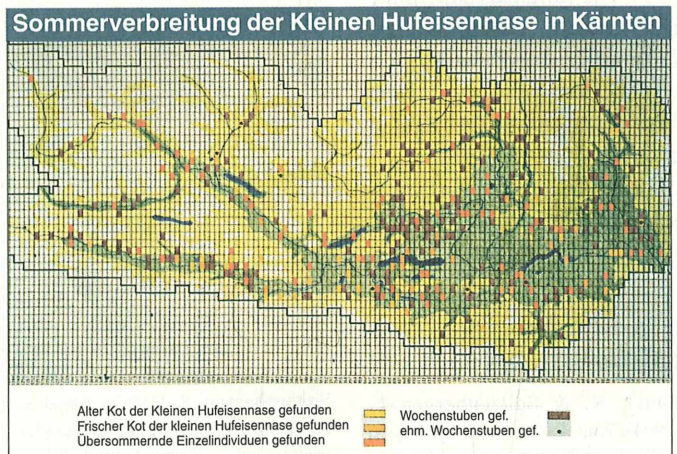 Sommerverbreitung der Kleinen Hufeisennase in Kärnten
Alter Kot der Kleinen Hufeisennase gefunden
Frischer Kot der kleinen Hufeisennase gefunden
Übersommernde Einzelindividuen gefunden
Wochenstuben gef.
ehm. Wochenstuben gef.